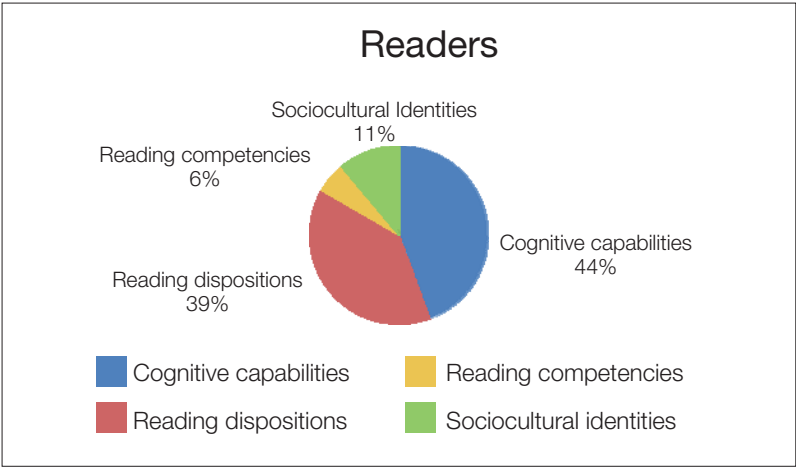 Readers
Sociocultural Identities
11%
Reading competencies
6%
Cognitive capabilities
44%
Reading dispositions
39%
Cognitive capabilities
Reading competencies
Reading dispositions
Sociocultural identities